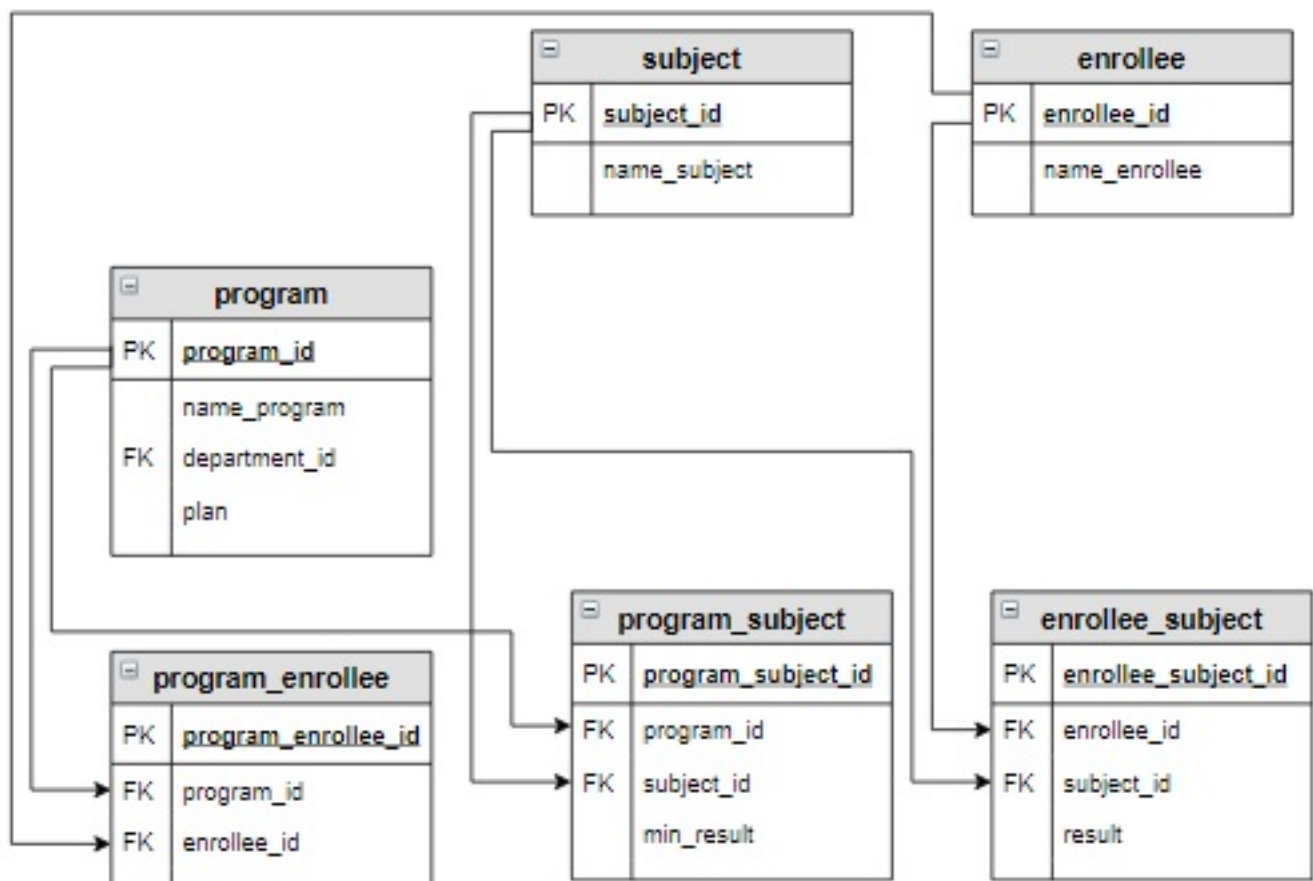 subject
PK subject_id
name_subject
enrollee
PK enrollee_id
name_enrollee
program
PK program_id
name_program
FK department_id
plan
program_enrollee
PK program_enrollee_id
FK program_id
FK enrollee_id
program_subject
PK program_subject_id
FK program_id
FK subject_id
min_result
enrollee_subject
PK enrollee_subject_id
FK enrollee_id
FK subject_id
result